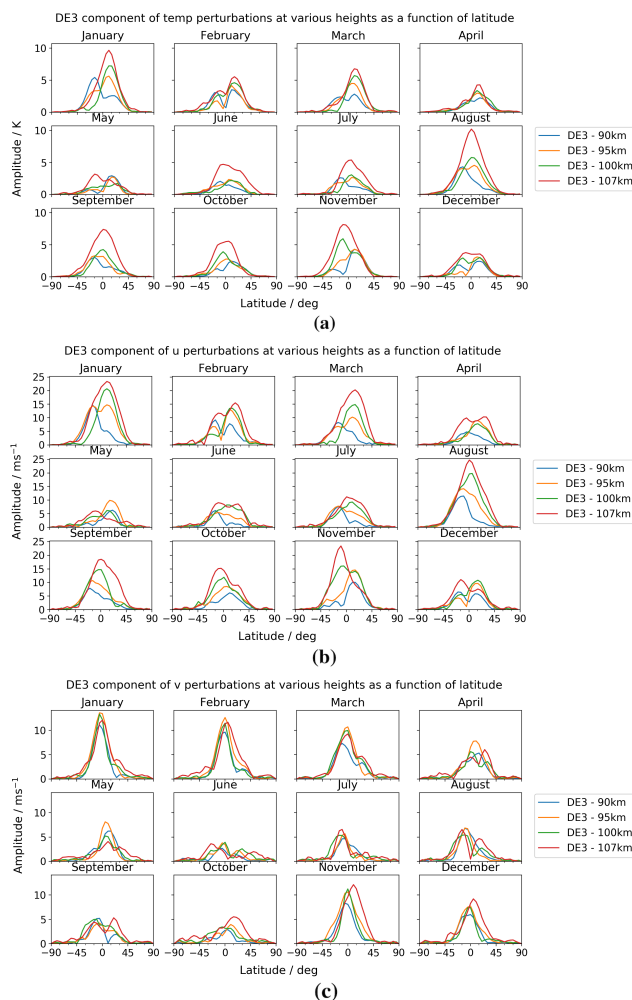 DE3 component of temp perturbations at various heights as a function of latitude
January February March April
10
5
0
May June July August
10
5
0
September October November December
10
5
0
−90 −45 0 45 −90 −45 0 45 −90 −45 0 45 −90 −45 0 45 90
Amplitude / K
Latitude / deg
DE3 - 90km
DE3 - 95km
DE3 - 100km
DE3 - 107km
(a)
DE3 component of u perturbations at various heights as a function of latitude
January February March April
25
20
15
10
5
0
May June July August
25
20
15
10
5
0
September October November December
25
20
15
10
5
0
−90 −45 0 45 −90 −45 0 45 −90 −45 0 45 −90 −45 0 45 90
Amplitude / ms⁻¹
Latitude / deg
DE3 - 90km
DE3 - 95km
DE3 - 100km
DE3 - 107km
(b)
DE3 component of v perturbations at various heights as a function of latitude
January February March April
10
5
0
May June July August
10
5
0
September October November December
10
5
0
−90 −45 0 45 −90 −45 0 45 −90 −45 0 45 −90 −45 0 45 90
Amplitude / ms⁻¹
Latitude / deg
DE3 - 90km
DE3 - 95km
DE3 - 100km
DE3 - 107km
(c)